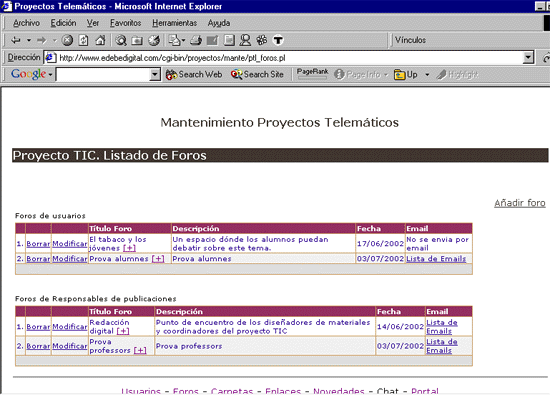 Proyectos Telemáticos - Microsoft Internet Explorer
Archivo Edición Ver Favoritos Herramientas Ayuda
Vínculos
Dirección http://www.edebedigital.com/cgi-bin/proyectos/mante/ptl_foros.pl
Google Search Web Search Site PageRank Page Info Up Highlight
Mantenimiento Proyectos Telemáticos
Proyecto TIC. Listado de Foros
Añadir foro
Foros de usuarios
Título Foro Descripción Fecha Email
1. Borrar Modificar El tabaco y los jóvenes [+] Un espacio dónde los alumnos puedan debatir sobre este tema. 17/06/2002 No se envia por email
2. Borrar Modificar Prova alumnes [+] Prova alumnes 03/07/2002 Lista de Emails
Foros de Responsables de publicaciones
Título Foro Descripción Fecha Email
1. Borrar Modificar Redacción digital [+] Punto de encuentro de los diseñadores de materiales y coordinadores del proyecto TIC 14/06/2002 Lista de Emails
2. Borrar Modificar Prova professors [+] Prova professors 03/07/2002 Lista de Emails
Usuarios - Foros - Carpetas - Enlaces - Novedades - Chat - Portal